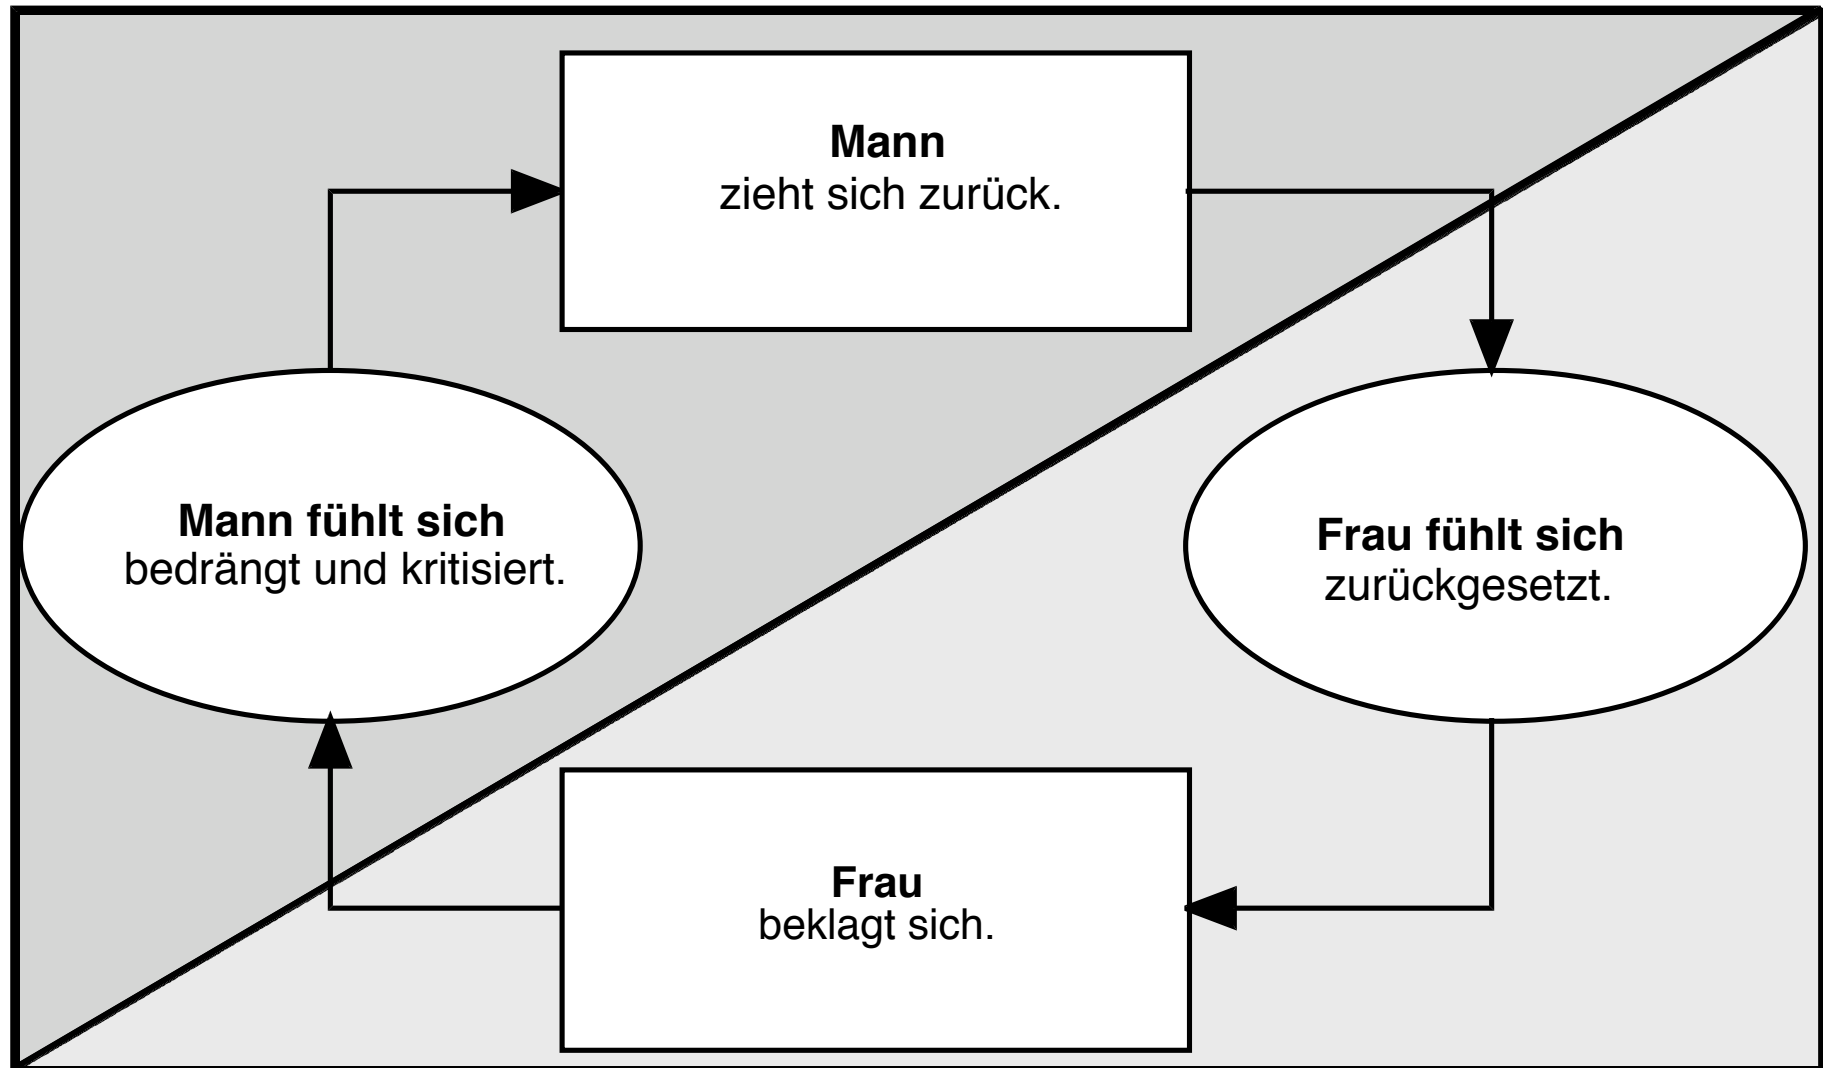 Mann
zieht sich zurück.
Mann fühlt sich
bedrängt und kritisiert.
Frau fühlt sich
zurückgesetzt.
Frau
beklagt sich.